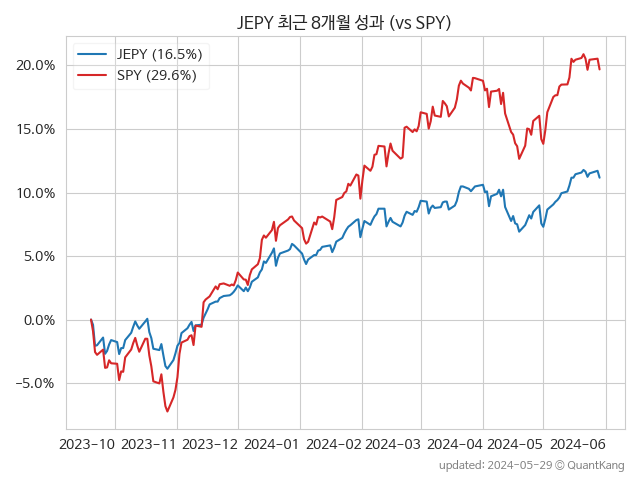 JEPY 최근 8개월 성과 (vs SPY)
JEPY (16.5%)
SPY (29.6%)
20.0%
15.0%
10.0%
5.0%
0.0%
−5.0%
2023-10 2023-11 2023-12 2024-01 2024-02 2024-03 2024-04 2024-05 2024-06
updated: 2024-05-29 © QuantKang